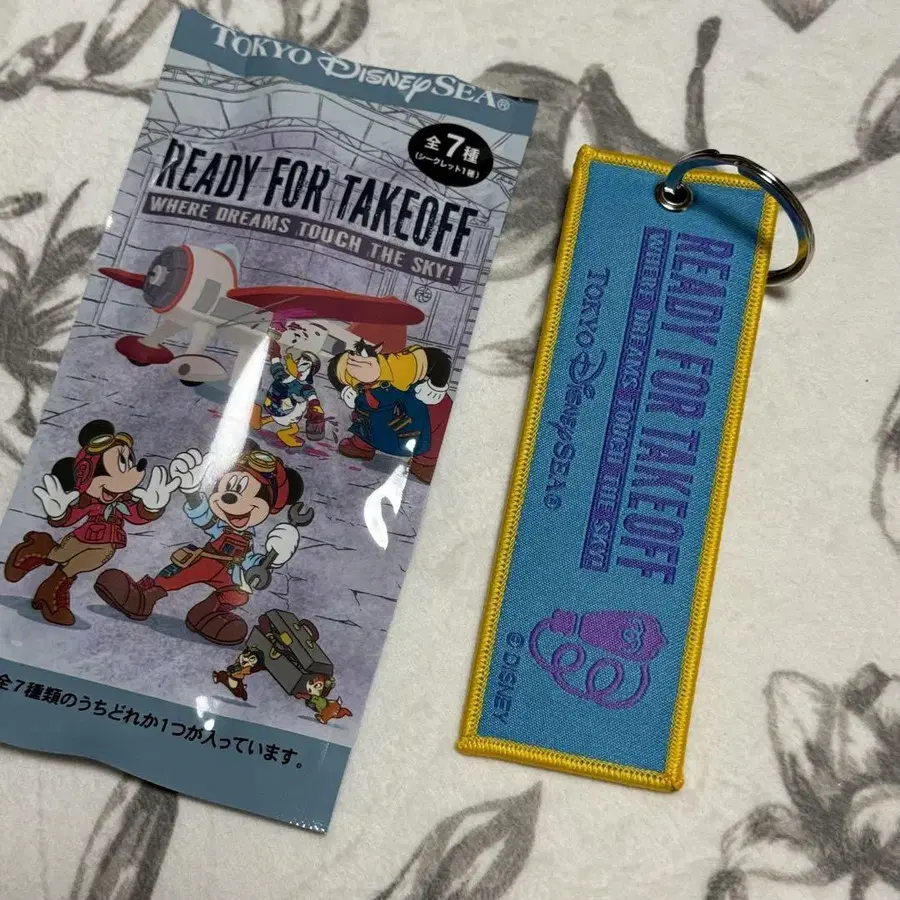 TOKYO DISNEYSEA®
全7種
(シークレット1種)
READY FOR TAKEOFF
WHERE DREAMS TOUCH THE SKY!
全7種類のうちどれか1つが入っています。
READY FOR TAKEOFF
WHERE DREAMS TOUCH THE SKY!
TOKYO DISNEYSEA®
© DISNEY